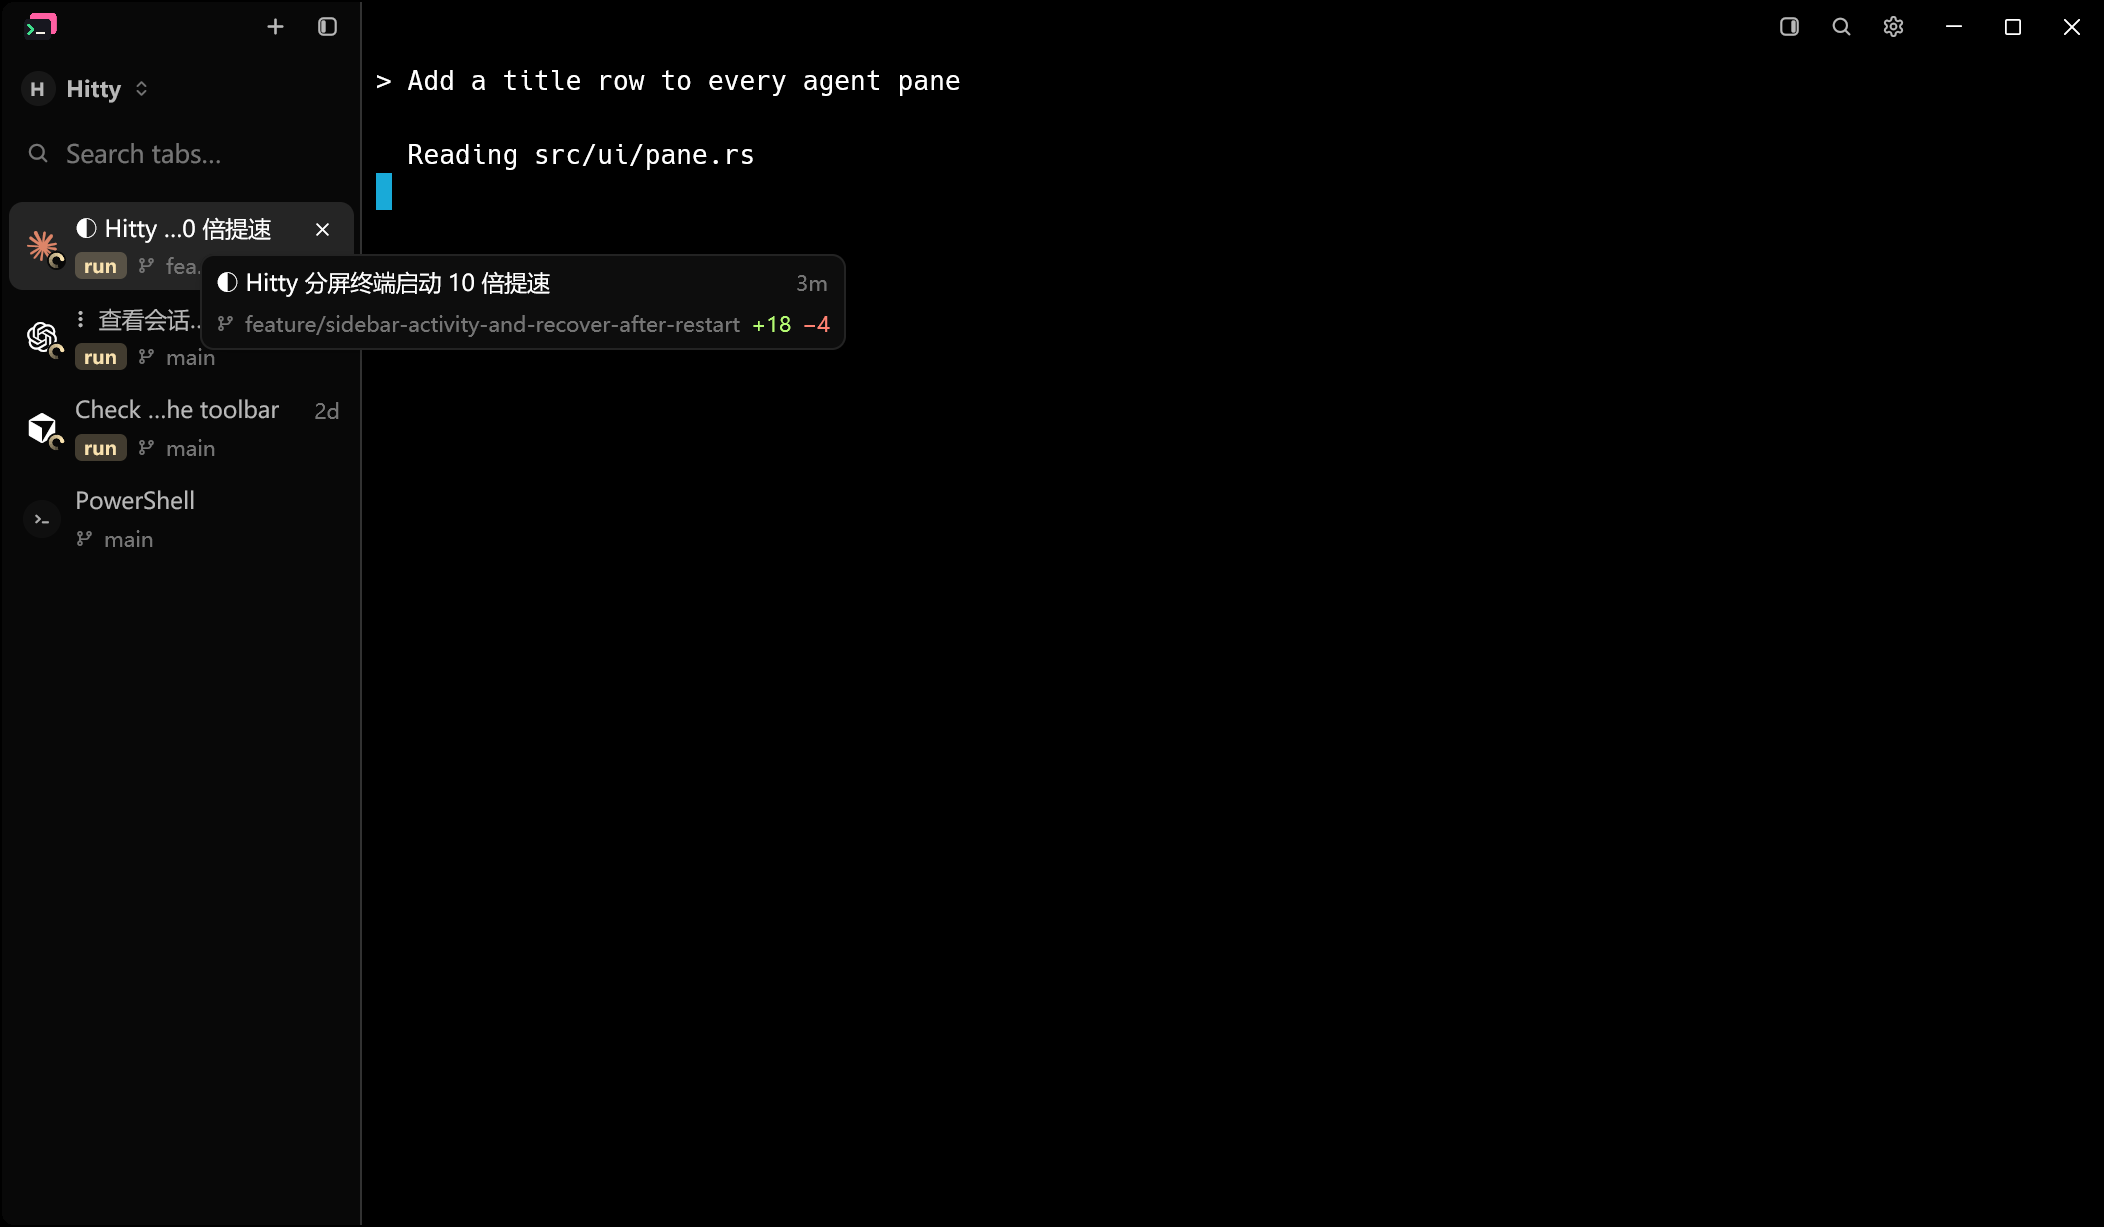 H Hitty
Search tabs...
Hitty ...0 倍提速
run fea.
查看会话..
run main
Check ...he toolbar 2d
run main
PowerShell
main
> Add a title row to every agent pane
Reading src/ui/pane.rs
Hitty 分屏终端启动 10 倍提速 3m
feature/sidebar-activity-and-recover-after-restart +18 −4